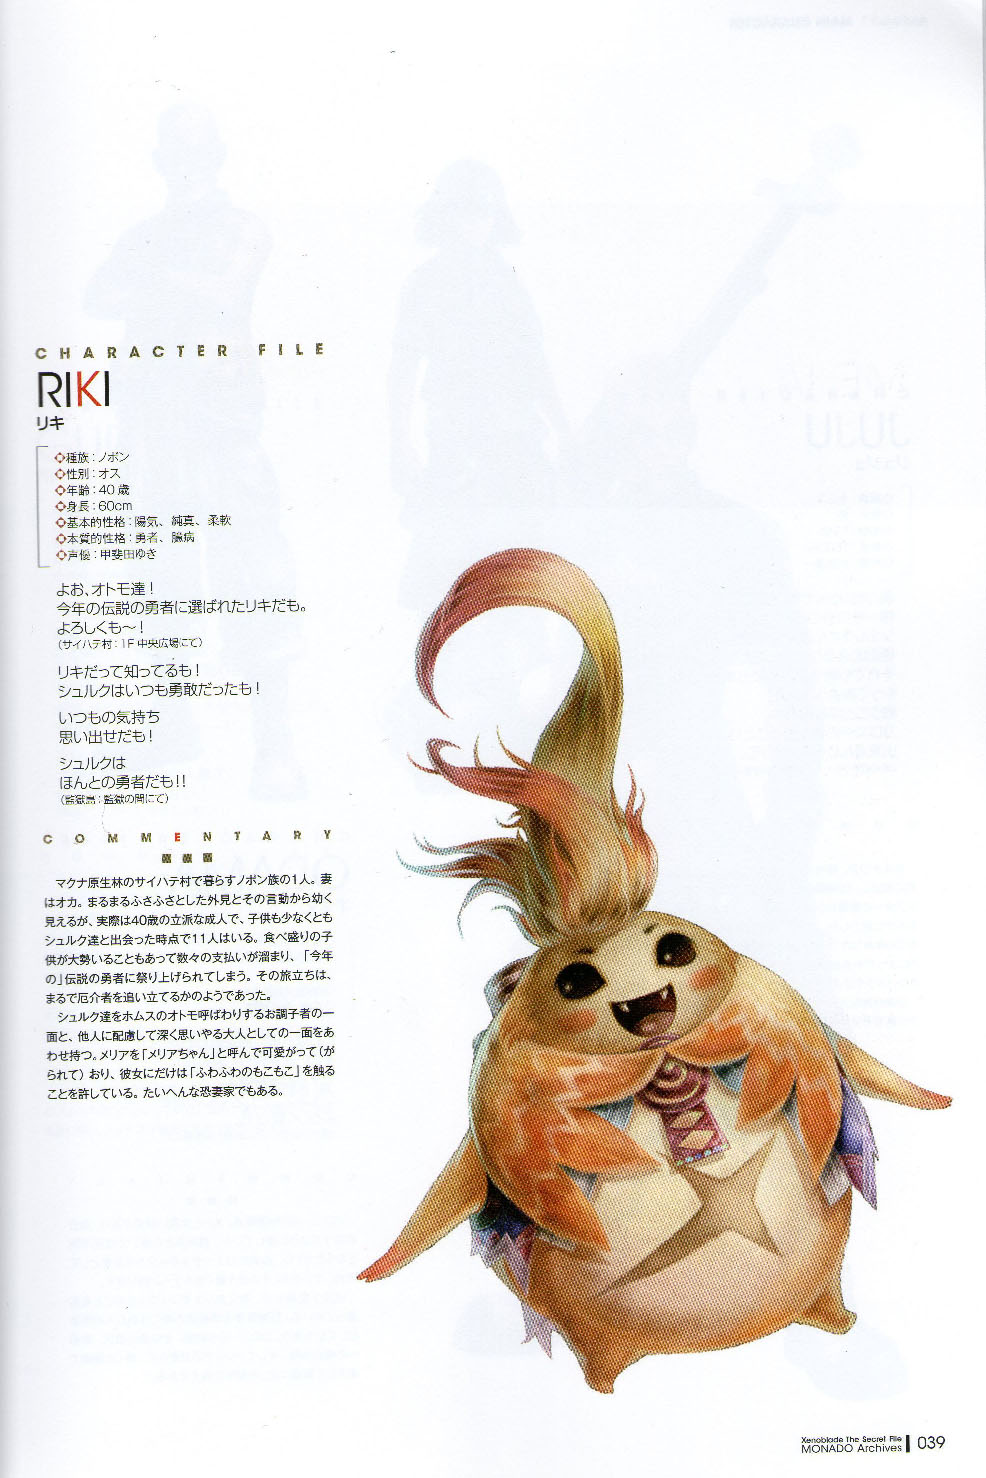 CHARACTER FILE
RIKI
リキ
◇種族：ノポン
◇性別：オス
◇年齢：40歳
◇身長：60cm
◇基本的性格：陽気、純真、柔軟
◇本質的性格：勇者、臆病
◇声優：甲斐田ゆき
よお、オトモ達！
今年の伝説の勇者に選ばれたリキだも。
よろしくも〜！
（サイハテ村：1F 中央広場にて）
リキだって知ってるも！
シュルクはいつも勇敢だったも！
いつもの気持ち
思い出せだも！
シュルクは
ほんとの勇者だも!!
（監獄島：監獄の間にて）
COMMENTARY
マクナ原生林のサイハテ村で暮らすノポン族の1人。妻
はオカ。まるまるふさふさとした外見とその言動から幼く
見えるが、実際は40歳の立派な成人で、子供も少なくとも
シュルク達と出会った時点で11人はいる。食べ盛りの子
供が大勢いることもあって数々の支払いが溜まり、「今年
の」伝説の勇者に祭り上げられてしまう。その旅立ちは、
まるで厄介者を追い立てるかのようであった。
シュルク達をホムスのオトモ呼ばわりするお調子者の一
面と、他人に配慮して深く思いやる大人としての一面をあ
わせ持つ。メリアを「メリアちゃん」と呼んで可愛がって（が
られて）おり、彼女にだけは「ふわふわのもこもこ」を触る
ことを許している。たいへんな恐妻家でもある。
Xenoblade The Secret File
MONADO Archives
039